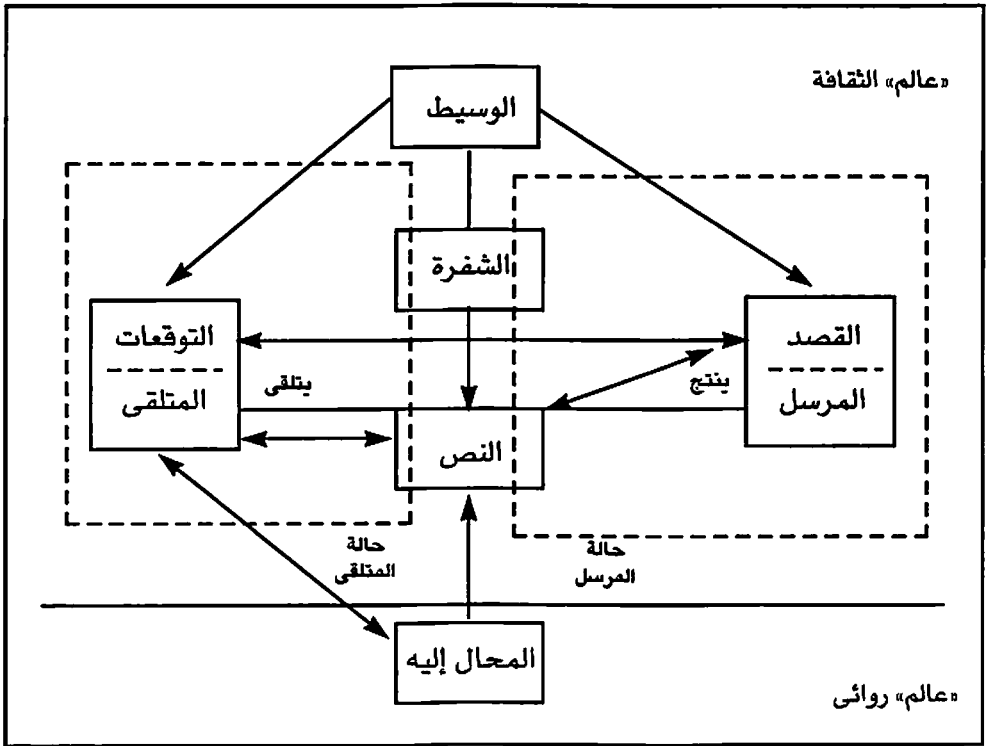 «عالم» الثقافة
الوسيط
الشفرة
القصد
المرسل
التوقعات
المتلقى
ينتج
يتلقى
النص
حالة
المرسل
حالة
المتلقى
المحال إليه
«عالم» روائى